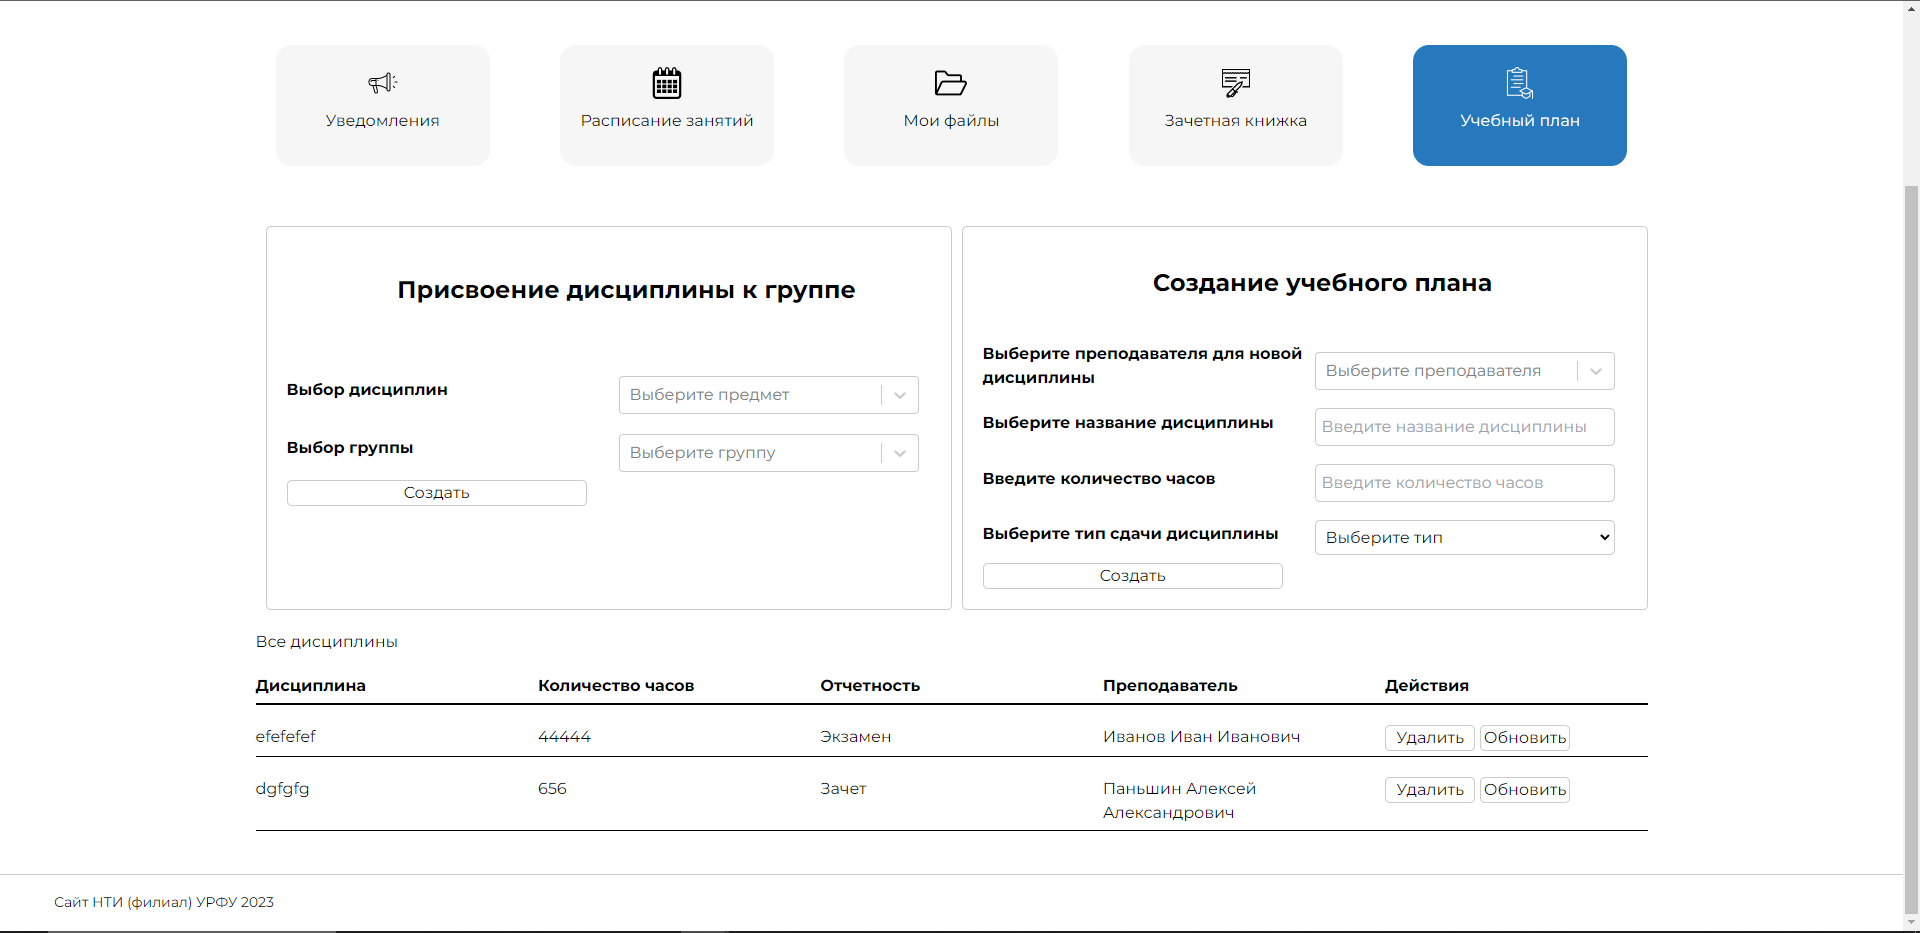 Уведомления
Расписание занятий
Мои файлы
Зачетная книжка
Учебный план
Присвоение дисциплины к группе
Выбор дисциплин
Выберите предмет
Выбор группы
Выберите группу
Создать
Создание учебного плана
Выберите преподавателя для новой
дисциплины
Выберите преподавателя
Выберите название дисциплины
Введите название дисциплины
Введите количество часов
Введите количество часов
Выберите тип сдачи дисциплины
Выберите тип
Создать
Все дисциплины
Дисциплина Количество часов Отчетность Преподаватель Действия
efefefef 44444 Экзамен Иванов Иван Иванович Удалить Обновить
dgfgfg 656 Зачет Паньшин Алексей Удалить Обновить
Александрович
Сайт НТИ (филиал) УРФУ 2023